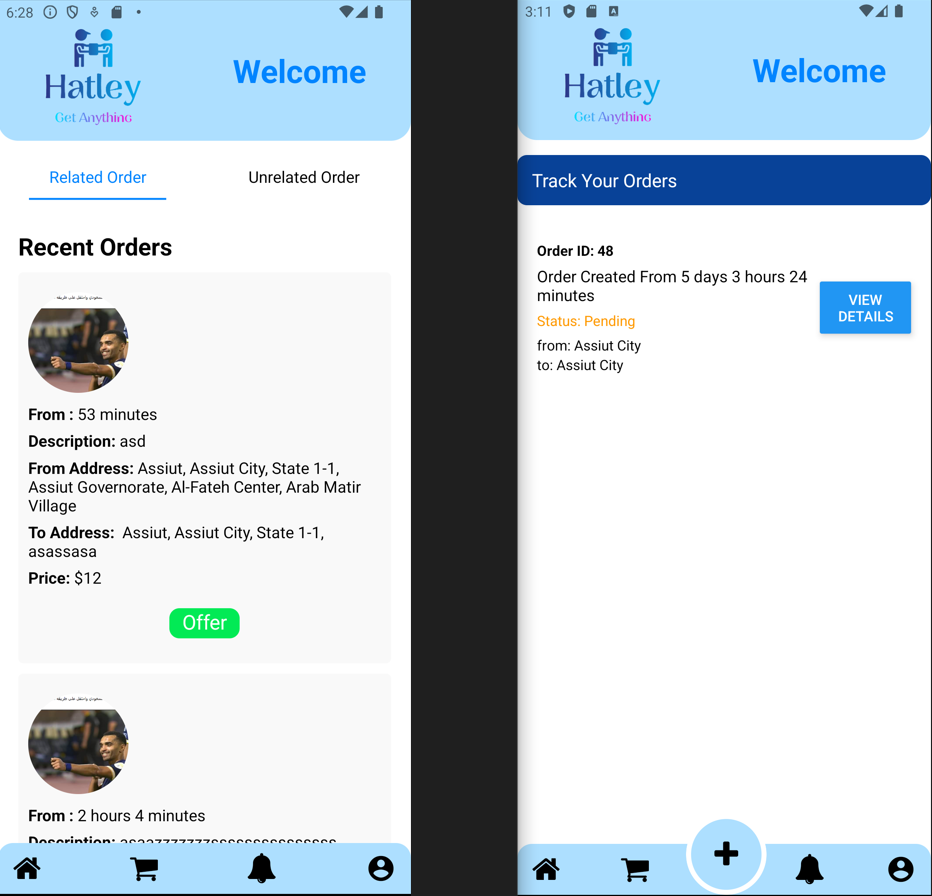 6:28
Hatley
Get Anything
Welcome
Related Order
Unrelated Order
Recent Orders
From : 53 minutes
Description: asd
From Address: Assiut, Assiut City, State 1-1,
Assiut Governorate, Al-Fateh Center, Arab Matir
Village
To Address: Assiut, Assiut City, State 1-1,
asassasa
Price: $12
Offer
From : 2 hours 4 minutes
3:11
A
Hatley
Get Anything
Welcome
Track Your Orders
Order ID: 48
Order Created From 5 days 3 hours 24
minutes
VIEW
DETAILS
Status: Pending
from: Assiut City
to: Assiut City